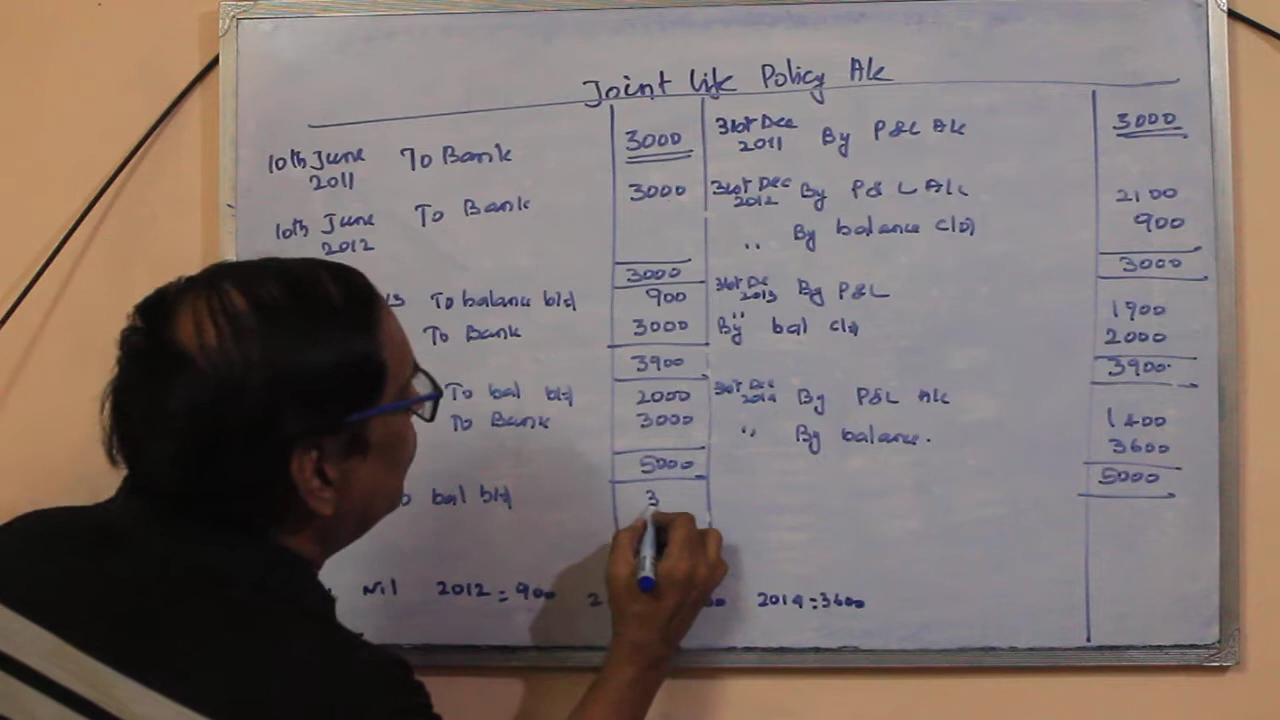 Joint Life Policy A/c
10th June 2011 To Bank 3000 31st Dec 2011 By P&L A/c 3000
10th June 2012 To Bank 3000 31st Dec 2012 By P&L A/c 2100
" By balance c/d 900
3000 3000
To balance b/d 900 31st Dec 2013 By P&L 1900
To Bank 3000 " By bal c/d 2000
3900 3900
To bal b/d 2000 31st Dec 2014 By P&L A/c 1400
To Bank 3000 " By balance. 3600
5000 5000
bal b/d 3
Nil 2012 = 900 2014 = 3600